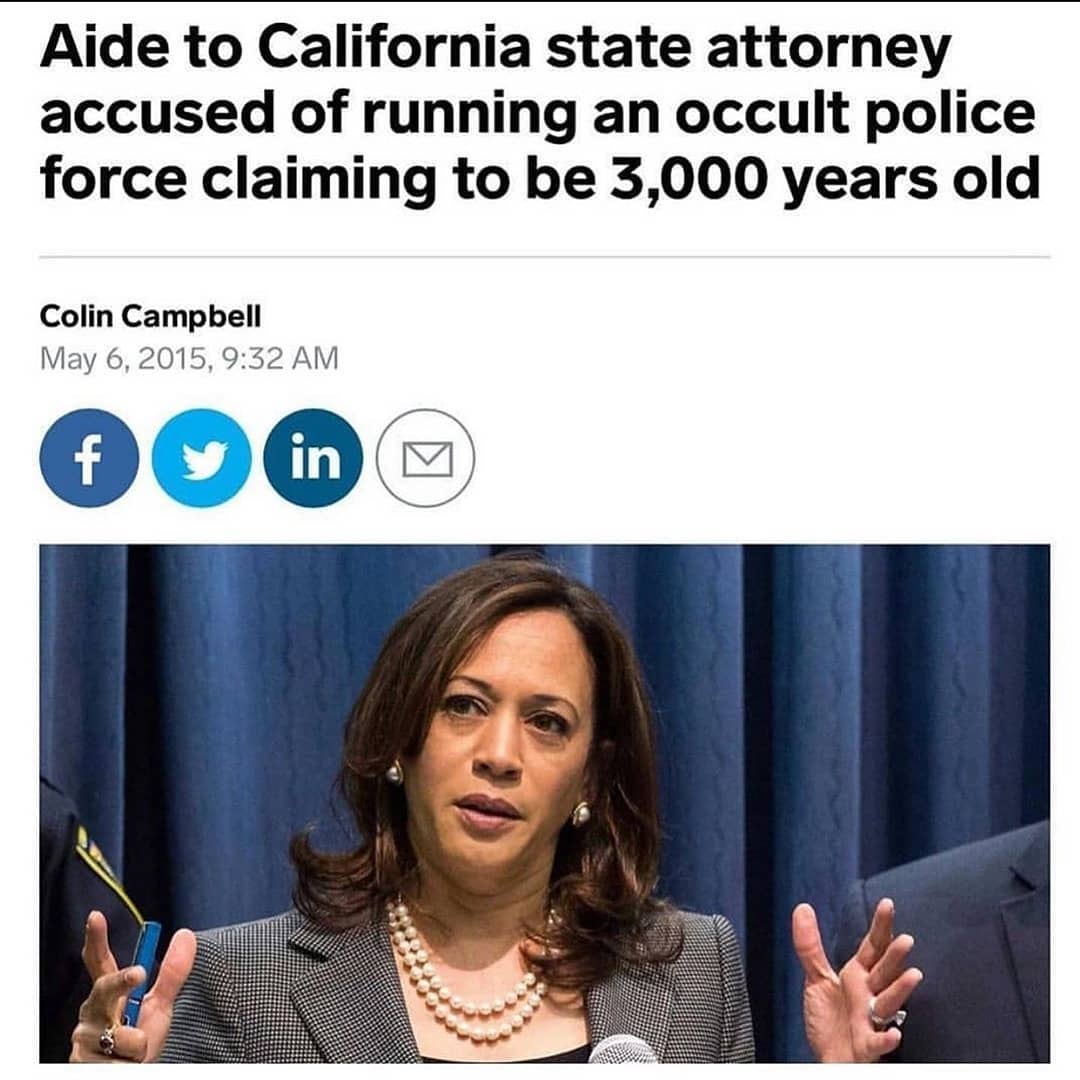 Aide to California state attorney
accused of running an occult police
force claiming to be 3,000 years old
Colin Campbell
May 6, 2015, 9:32 AM
f
in